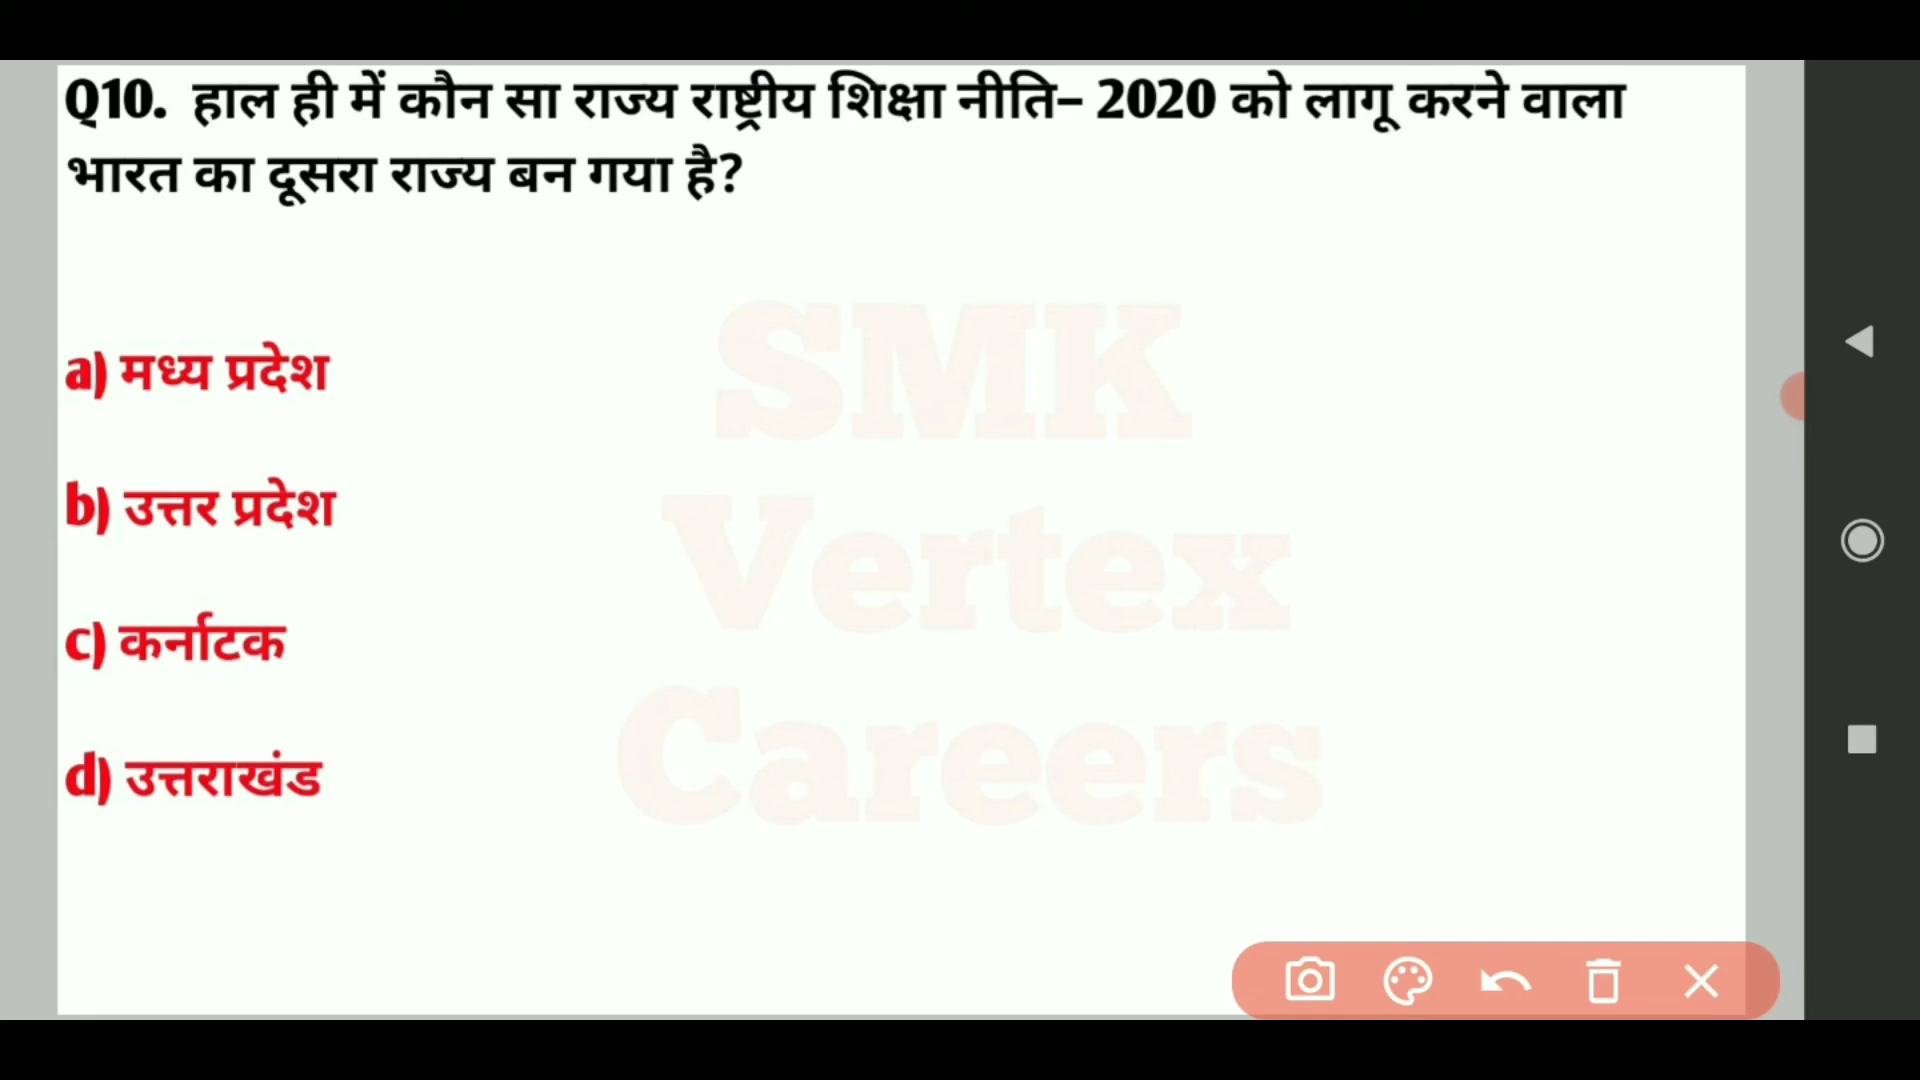 Q10. हाल ही में कौन सा राज्य राष्ट्रीय शिक्षा नीति– 2020 को लागू करने वाला
भारत का दूसरा राज्य बन गया है?
a) मध्य प्रदेश
b) उत्तर प्रदेश
c) कर्नाटक
d) उत्तराखंड
SMK
Vertex
Careers